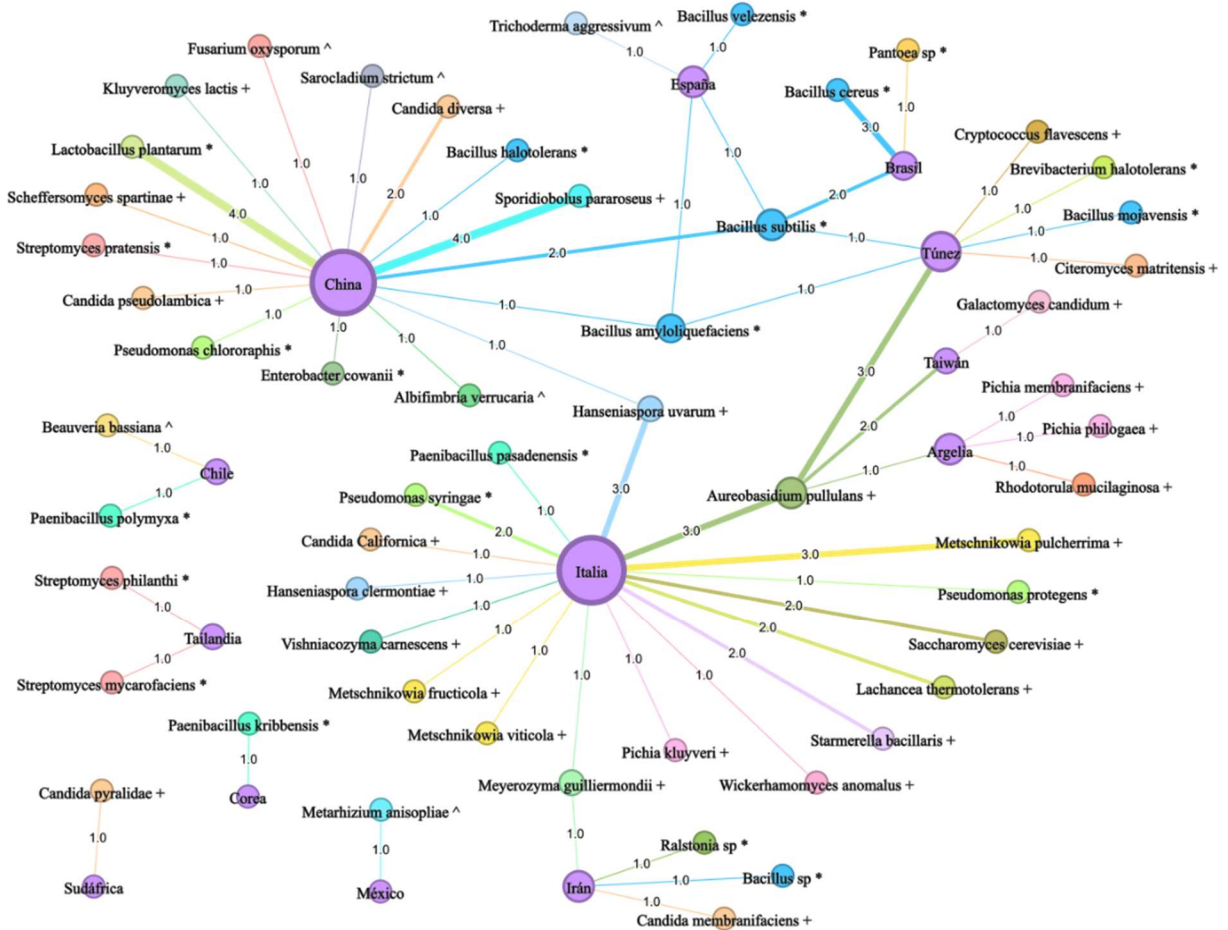 Trichoderma aggressivum ^
Bacillus velezensis *
1.0
1.0
Fusarium oxysporum ^
Pantoea sp *
Sarocladium strictum ^
España
Kluyveromyces lactis +
Bacillus cereus *
Candida diversa +
1.0
3.0
Cryptococcus flavescens +
Lactobacillus plantarum *
Bacillus halotolerans *
1.0
Brasil
Brevibacterium halotolerans *
1.0
1.0
1.0
2.0
1.0
Scheffersomyces spartinae +
Sporidiobolus pararoseus +
2.0
1.0
4.0
1.0
1.0
Bacillus mojavensis *
Bacillus subtilis *
1.0
1.0
4.0
1.0
Streptomyces pratensis *
2.0
Túnez
1.0
China
1.0
Citeromyces matritensis +
Candida pseudolambica +
1.0
1.0
1.0
Galactomyces candidum +
1.0
1.0
Bacillus amyloliquefaciens *
1.0
Pseudomonas chlororaphis *
1.0
1.0
Taiwán
Enterobacter cowanii *
3.0
Pichia membranifaciens +
Albifimbria verrucaria ^
Hanseniaspora uvarum +
1.0
Beauveria bassiana ^
2.0
Pichia philogaea +
1.0
1.0
Paenibacillus pasadenensis *
Argelia
Chile
1.0
1.0
Pseudomonas syringae *
3.0
Aureobasidium pullulans +
1.0
Rhodotorula mucilaginosa +
Paenibacillus polymyxa *
1.0
2.0
3.0
Candida Californica +
1.0
3.0
Metschnikowia pulcherrima +
Italia
Streptomyces philanthi *
Hanseniaspora clermontiae +
1.0
1.0
Pseudomonas protegens *
1.0
1.0
2.0
Tailandia
Vishniacozyma carnescens +
1.0
2.0
Saccharomyces cerevisiae +
1.0
1.0
1.0
2.0
Streptomyces mycarofaciens *
1.0
1.0
Metschnikowia fructicola +
Lachancea thermotolerans +
Paenibacillus kribbensis *
Metschnikowia viticola +
Starmerella bacillaris +
1.0
Pichia kluyveri +
Candida pyralidae +
Corea
Meyerozyma guilliermondii +
Wickerhamomyces anomalus +
Metarhizium anisopliae ^
1.0
1.0
1.0
Ralstonia sp *
1.0
Sudáfrica
México
Irán
1.0
Bacillus sp *
1.0
Candida membranifaciens +